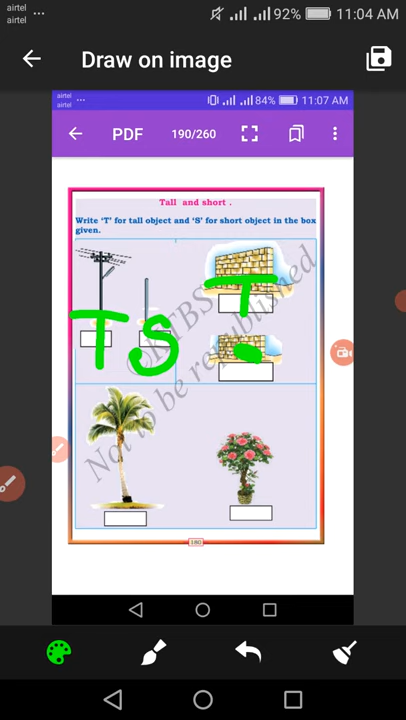 airtel
airtel
92% 11:04 AM
Draw on image
airtel
airtel
84% 11:07 AM
PDF 190/260
Tall and short .
Write ‘T’ for tall object and ‘S’ for short object in the box
given.
T S T
Not to be republished
180